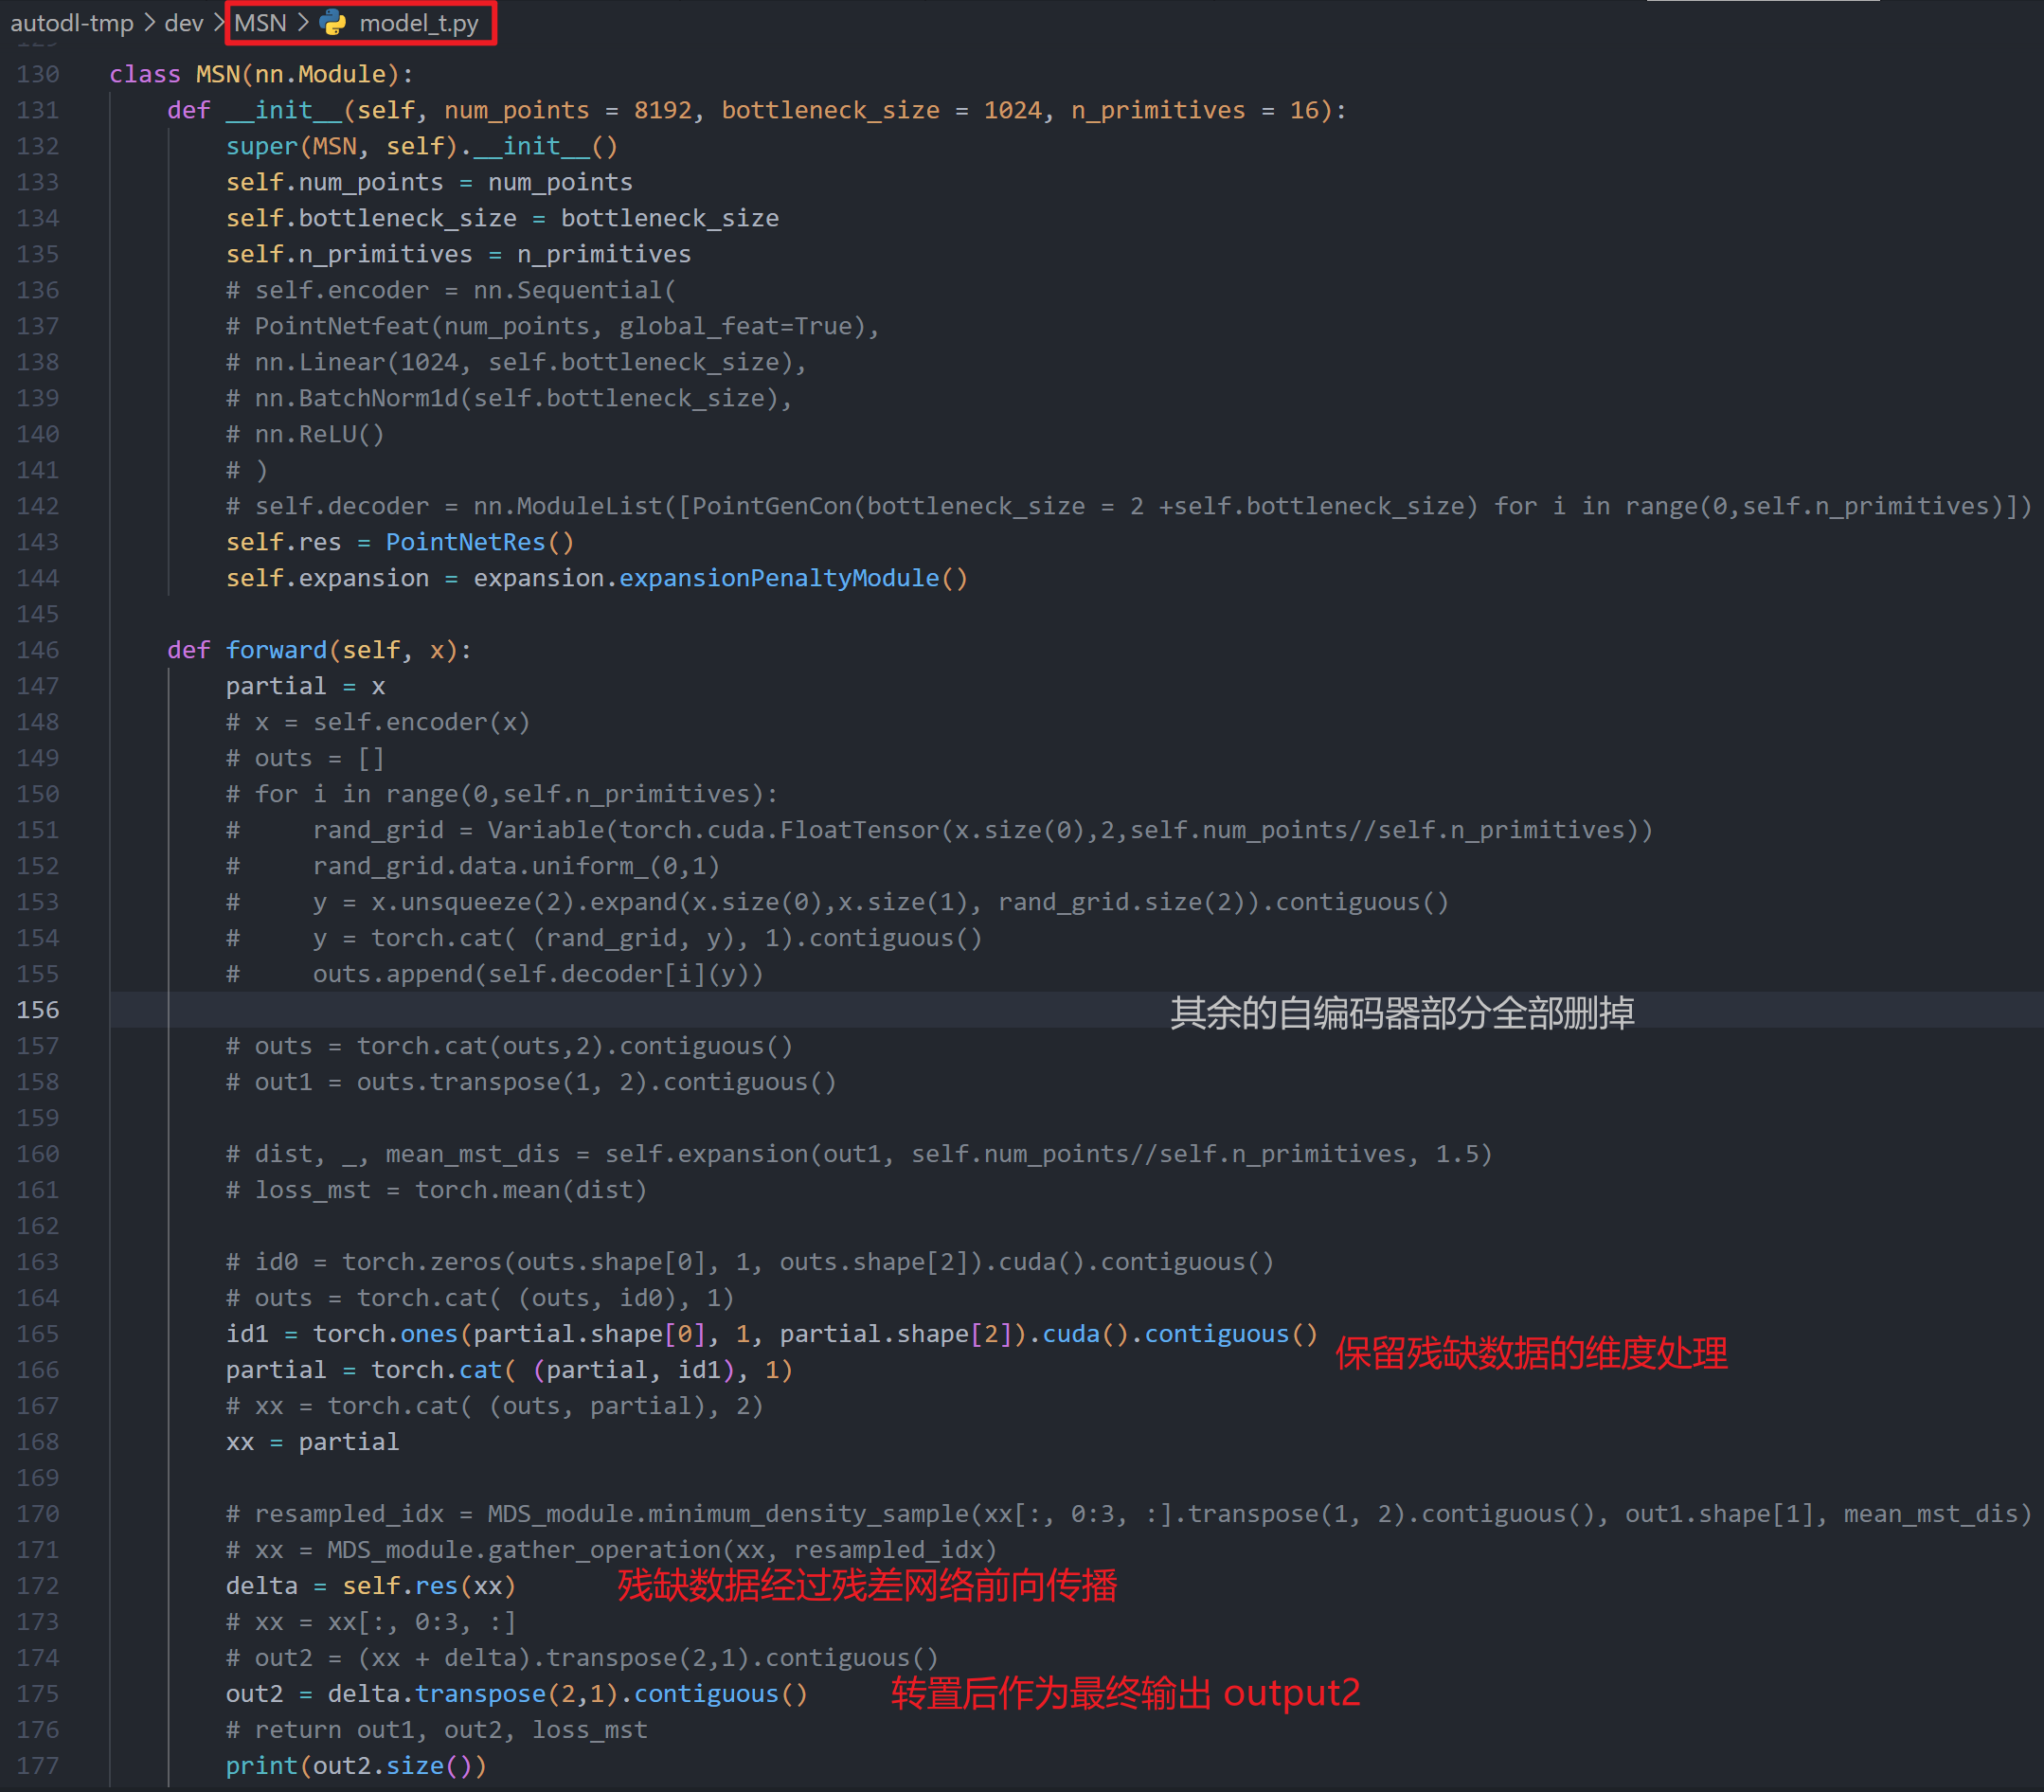 autodl-tmp > dev > MSN > model_t.py
129
130 class MSN(nn.Module):
131 def __init__(self, num_points = 8192, bottleneck_size = 1024, n_primitives = 16):
132 super(MSN, self).__init__()
133 self.num_points = num_points
134 self.bottleneck_size = bottleneck_size
135 self.n_primitives = n_primitives
136 # self.encoder = nn.Sequential(
137 # PointNetfeat(num_points, global_feat=True),
138 # nn.Linear(1024, self.bottleneck_size),
139 # nn.BatchNorm1d(self.bottleneck_size),
140 # nn.ReLU()
141 # )
142 # self.decoder = nn.ModuleList([PointGenCon(bottleneck_size = 2 +self.bottleneck_size) for i in range(0,self.n_primitives)])
143 self.res = PointNetRes()
144 self.expansion = expansion.expansionPenaltyModule()
145
146 def forward(self, x):
147 partial = x
148 # x = self.encoder(x)
149 # outs = []
150 # for i in range(0,self.n_primitives):
151 #     rand_grid = Variable(torch.cuda.FloatTensor(x.size(0),2,self.num_points//self.n_primitives))
152 #     rand_grid.data.uniform_(0,1)
153 #     y = x.unsqueeze(2).expand(x.size(0),x.size(1), rand_grid.size(2)).contiguous()
154 #     y = torch.cat( (rand_grid, y), 1).contiguous()
155 #     outs.append(self.decoder[i](y))
156 其余的自编码器部分全部删掉
157 # outs = torch.cat(outs,2).contiguous()
158 # out1 = outs.transpose(1, 2).contiguous()
159
160 # dist, _, mean_mst_dis = self.expansion(out1, self.num_points//self.n_primitives, 1.5)
161 # loss_mst = torch.mean(dist)
162
163 # id0 = torch.zeros(outs.shape[0], 1, outs.shape[2]).cuda().contiguous()
164 # outs = torch.cat( (outs, id0), 1)
165 id1 = torch.ones(partial.shape[0], 1, partial.shape[2]).cuda().contiguous()
保留残缺数据的维度处理
166 partial = torch.cat( (partial, id1), 1)
167 # xx = torch.cat( (outs, partial), 2)
168 xx = partial
169
170 # resampled_idx = MDS_module.minimum_density_sample(xx[:, 0:3, :].transpose(1, 2).contiguous(), out1.shape[1], mean_mst_dis)
171 # xx = MDS_module.gather_operation(xx, resampled_idx)
172 delta = self.res(xx) 残缺数据经过残差网络前向传播
173 # xx = xx[:, 0:3, :]
174 # out2 = (xx + delta).transpose(2,1).contiguous()
175 out2 = delta.transpose(2,1).contiguous() 转置后作为最终输出 output2
176 # return out1, out2, loss_mst
177 print(out2.size())